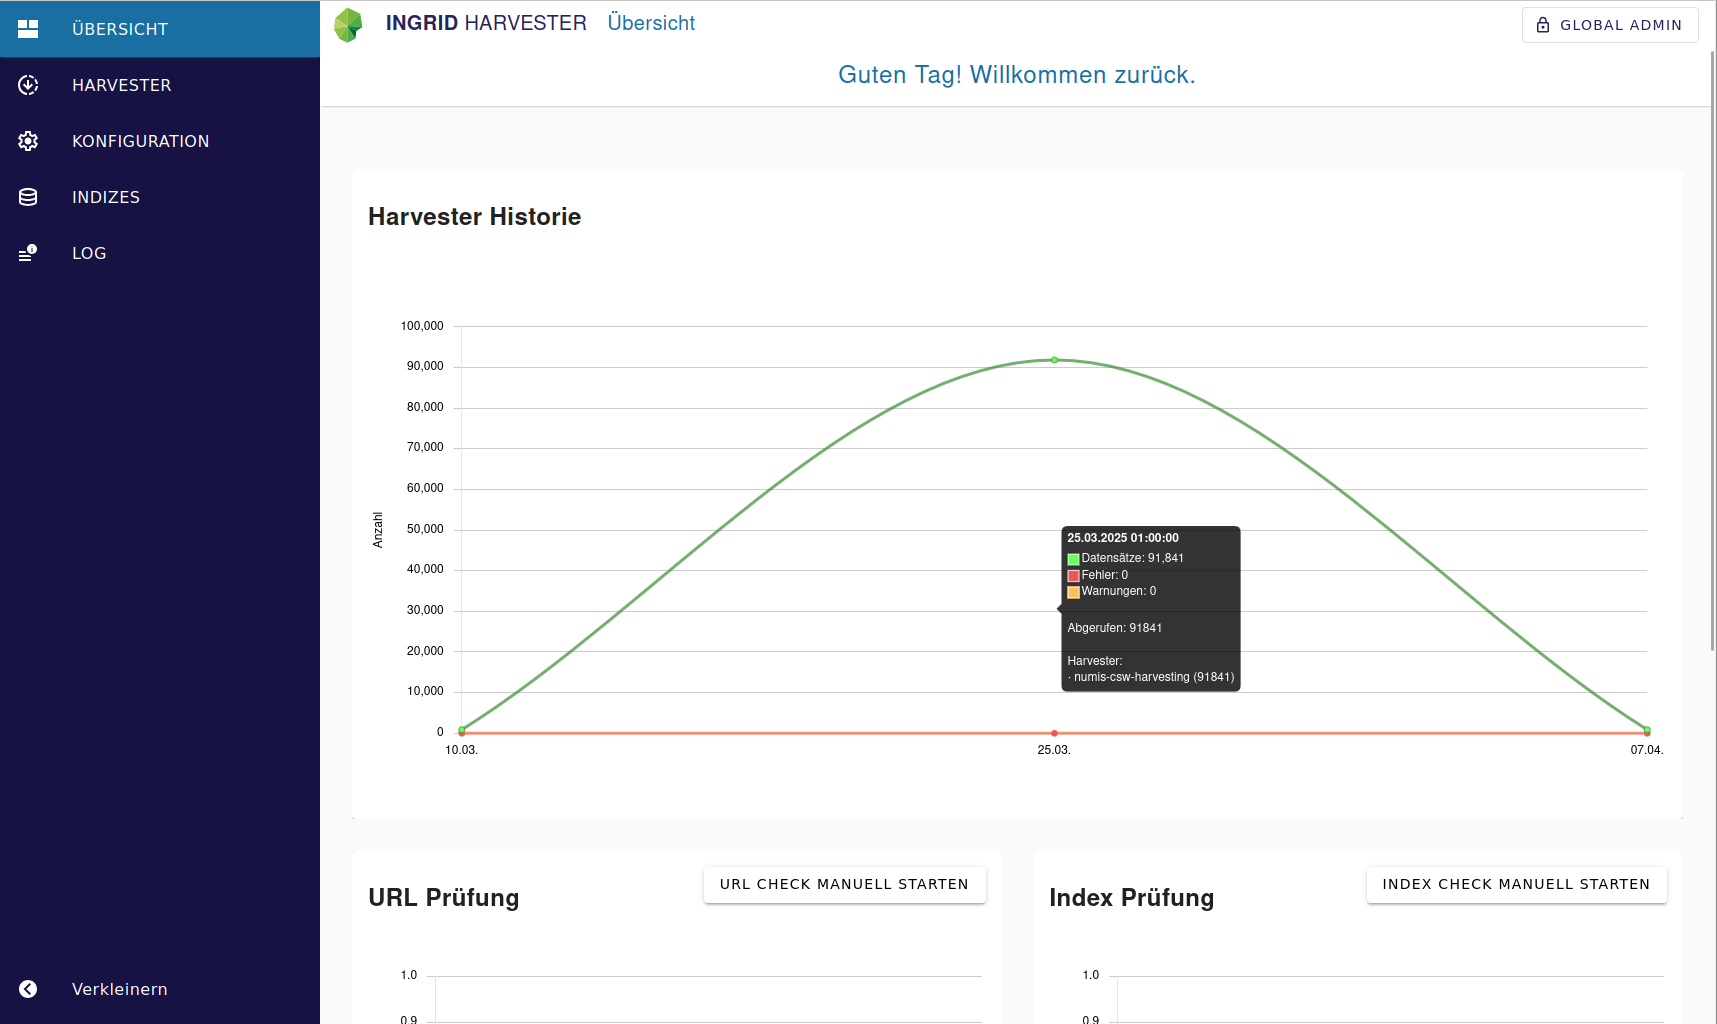 ÜBERSICHT
HARVESTER
KONFIGURATION
INDIZES
LOG
Verkleinern
INGRID HARVESTER Übersicht
GLOBAL ADMIN
Guten Tag! Willkommen zurück.
Harvester Historie
Anzahl
100,000
90,000
80,000
70,000
60,000
50,000
40,000
30,000
20,000
10,000
0
10.03. 25.03. 07.04.
25.03.2025 01:00:00
Datensätze: 91,841
Fehler: 0
Warnungen: 0
Abgerufen: 91841
Harvester:
· numis-csw-harvesting (91841)
URL Prüfung
URL CHECK MANUELL STARTEN
1.0
0.9
Index Prüfung
INDEX CHECK MANUELL STARTEN
1.0
0.9